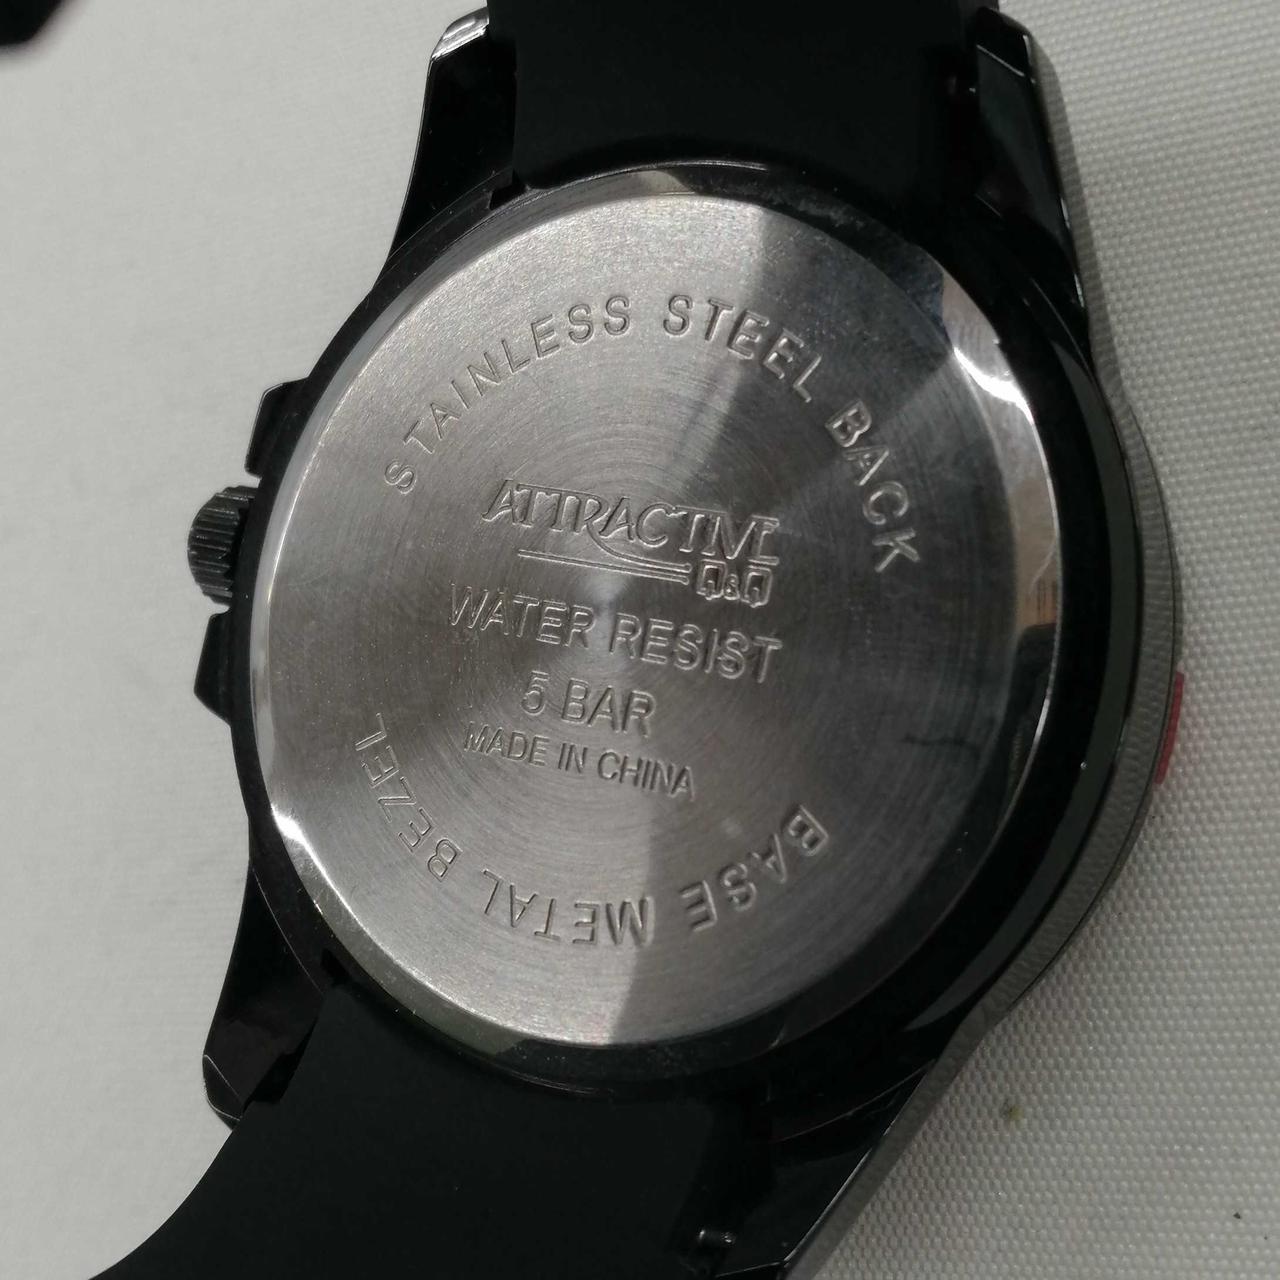 STAINLESS STEEL BACK
ATTRACTIVE
Q&Q
WATER RESIST
5 BAR
MADE IN CHINA
BASE METAL BEZEL